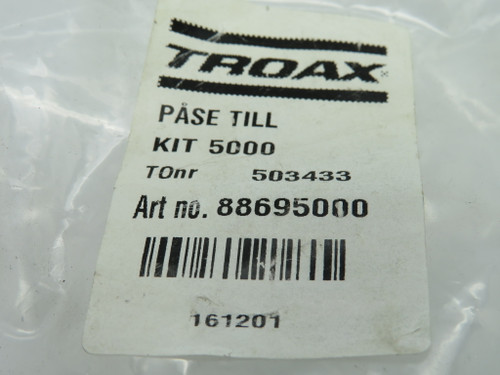 TROAX
PÅSE TILL
KIT 5000
TOnr 503433
Art no. 88695000
161201